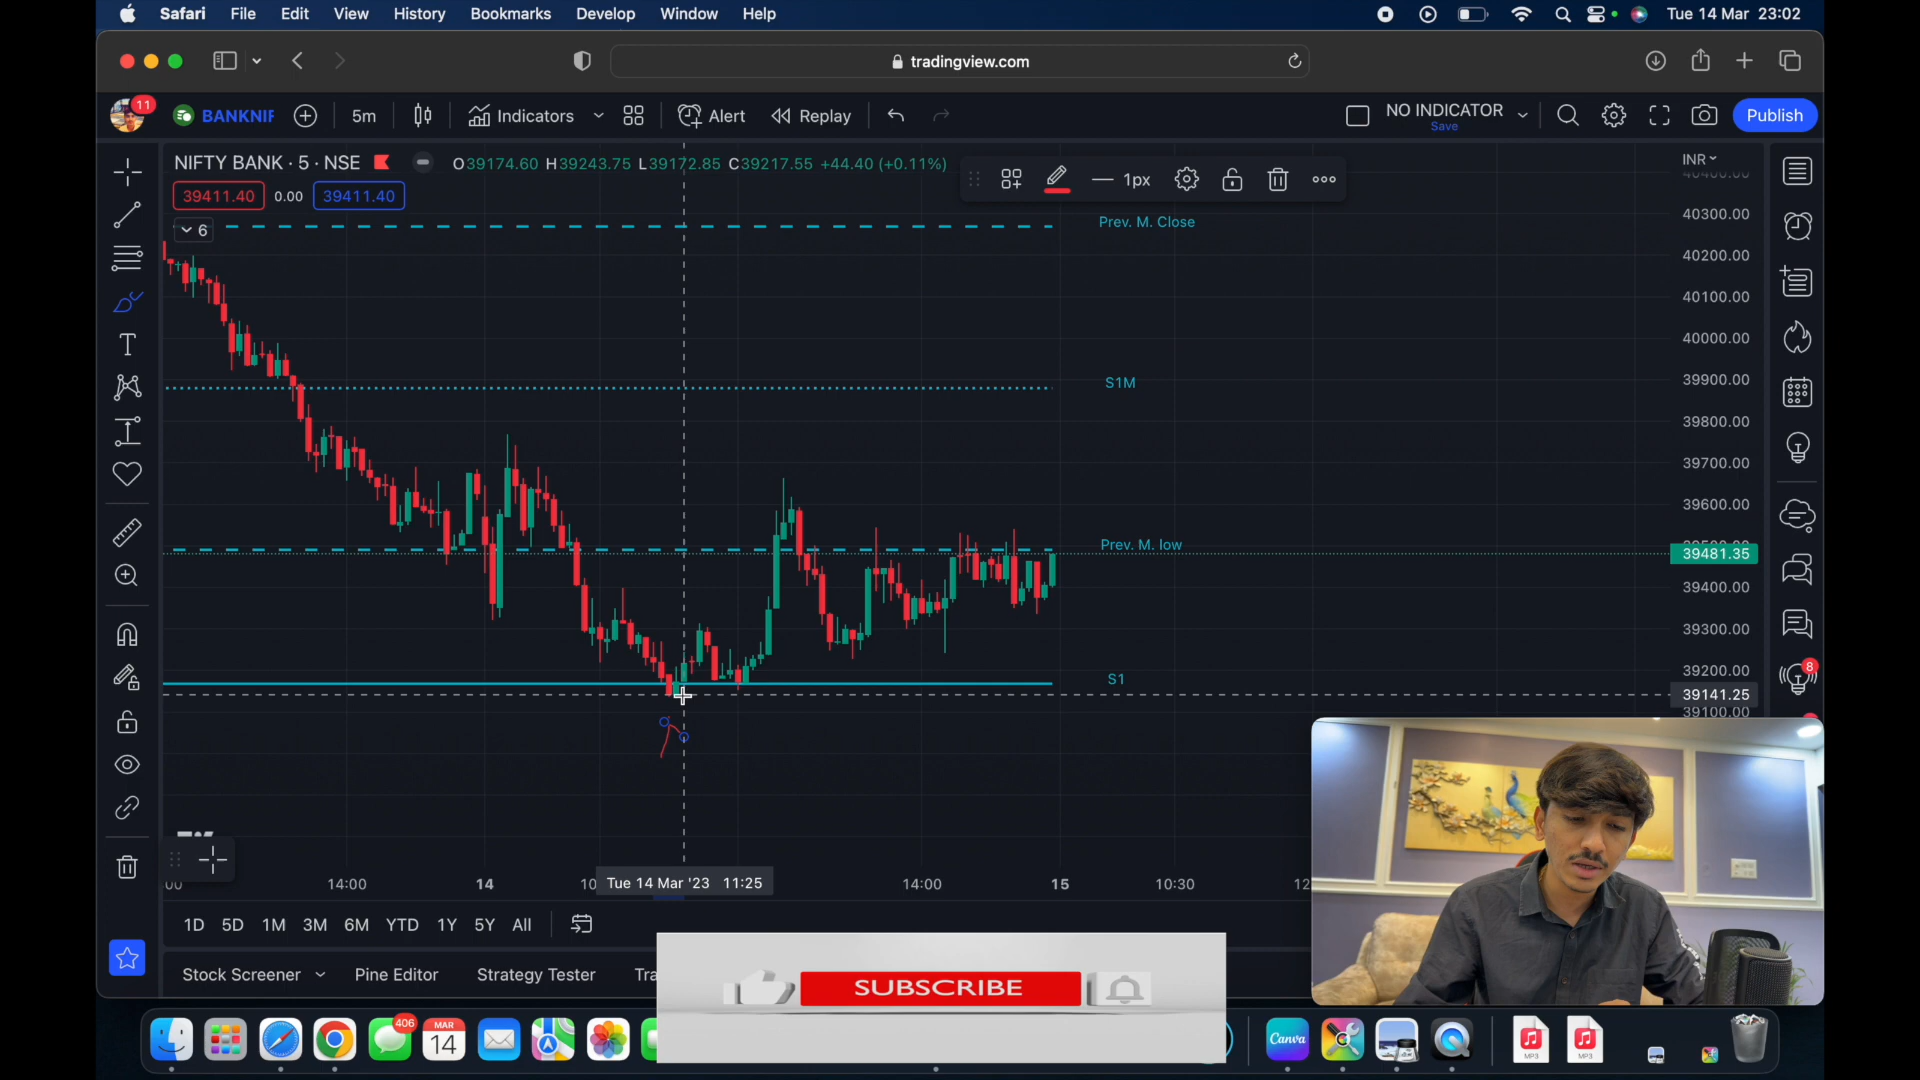 Safari File Edit View History Bookmarks Develop Window Help Tue 14 Mar 23:02
tradingview.com
11 BANKNIF 5m Indicators Alert Replay NO INDICATOR Save Publish
NIFTY BANK · 5 · NSE O39174.60 H39243.75 L39172.85 C39217.55 +44.40 (+0.11%) 1px INR
39411.40 0.00 39411.40
6
Prev. M. Close
S1M
Prev. M. low
S1
40300.00
40200.00
40100.00
40000.00
39900.00
39800.00
39700.00
39600.00
39481.35
39400.00
39300.00
39200.00
39141.25
39100.00
8
14:00 14 10 Tue 14 Mar '23 11:25 14:00 15 10:30 12
1D 5D 1M 3M 6M YTD 1Y 5Y All
Stock Screener Pine Editor Strategy Tester Tra
SUBSCRIBE
406
MAR
14
Canva
MP3 MP3